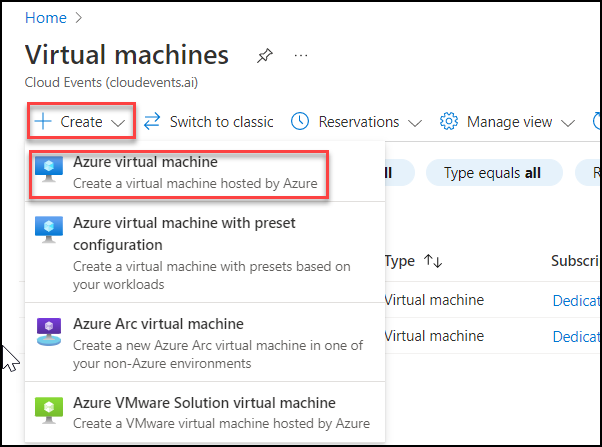 Home >
Virtual machines ...
Cloud Events (cloudevents.ai)
+ Create Switch to classic Reservations Manage view
Azure virtual machine
Create a virtual machine hosted by Azure
Type equals all
Azure virtual machine with preset
configuration
Create a virtual machine with presets based on
your workloads
Type ↑↓ Subscri
Virtual machine Dedicat
Azure Arc virtual machine
Create a new Azure Arc virtual machine in one of
your non-Azure environments
Virtual machine Dedicat
Azure VMware Solution virtual machine
Create a VMware virtual machine hosted by Azure